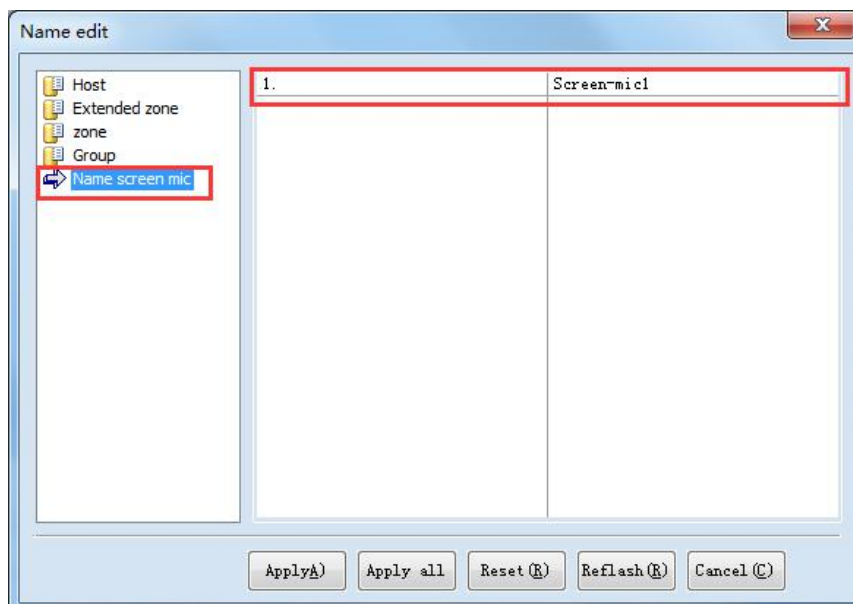 Name edit
Host
Extended zone
zone
Group
Name screen mic
1. Screen-mic1
ApplyA) Apply all Reset(R) Reflash(R) Cancel(C)